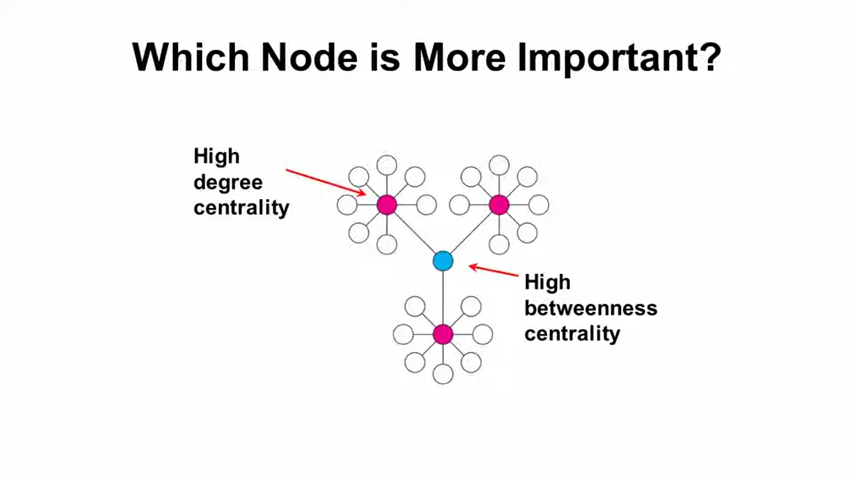 Which Node is More Important?
High
degree
centrality
High
betweenness
centrality